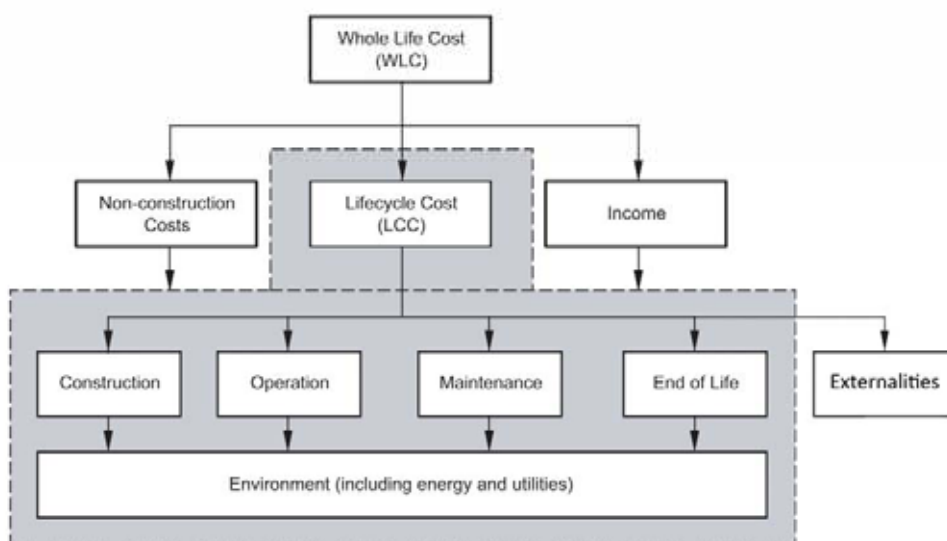 Whole Life Cost
(WLC)
Non-construction
Costs
Lifecycle Cost
(LCC)
Income
Construction
Operation
Maintenance
End of Life
Externalities
Environment (including energy and utilities)